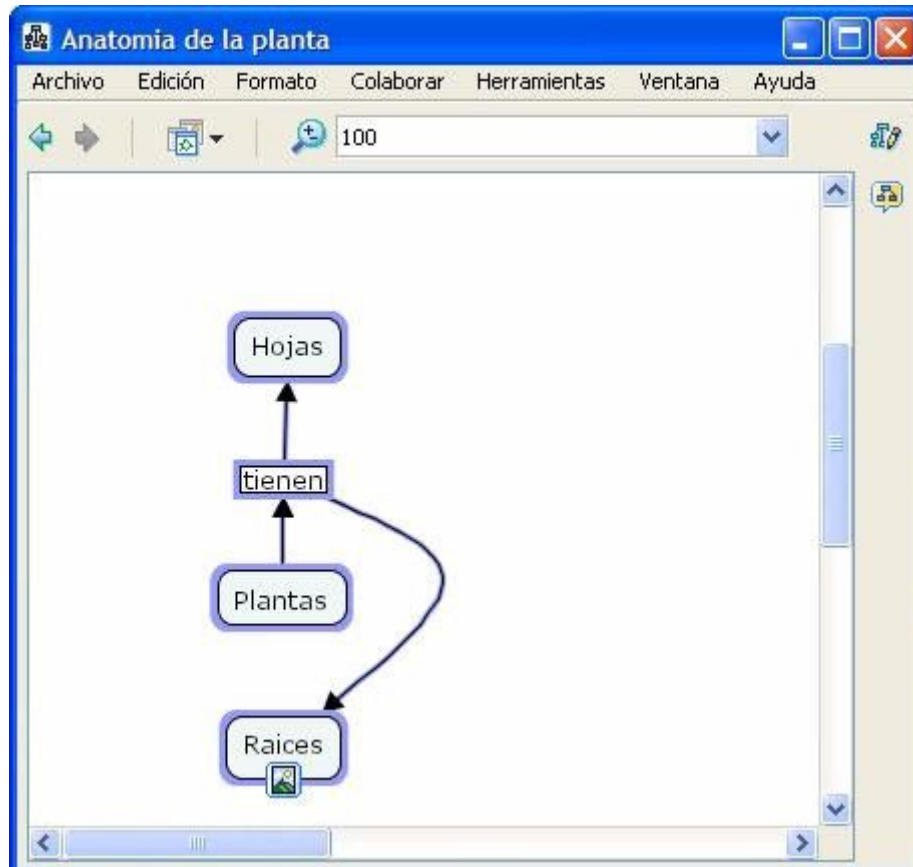 Anatomia de la planta
Archivo Edición Formato Colaborar Herramientas Ventana Ayuda
100
Hojas
tienen
Plantas
Raices